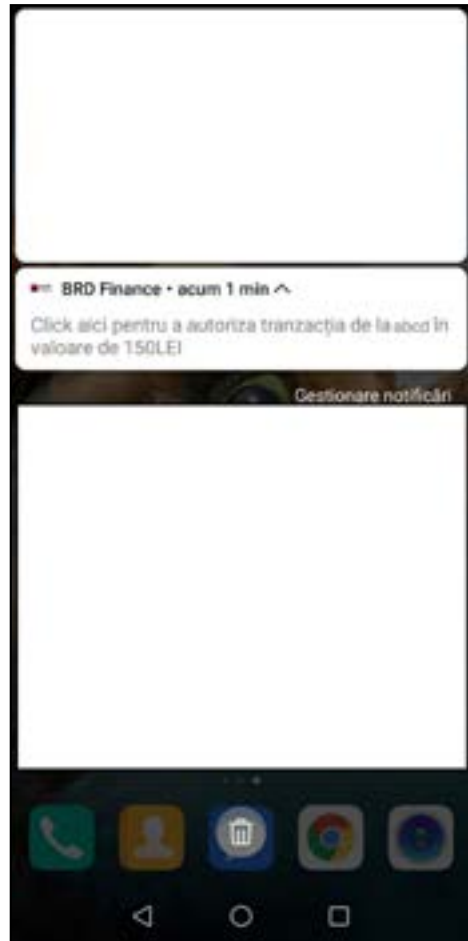 BRD Finance • acum 1 min
Click aici pentru a autoriza tranzacția de la abcd în
valoare de 150LEI
Gestionare notificări